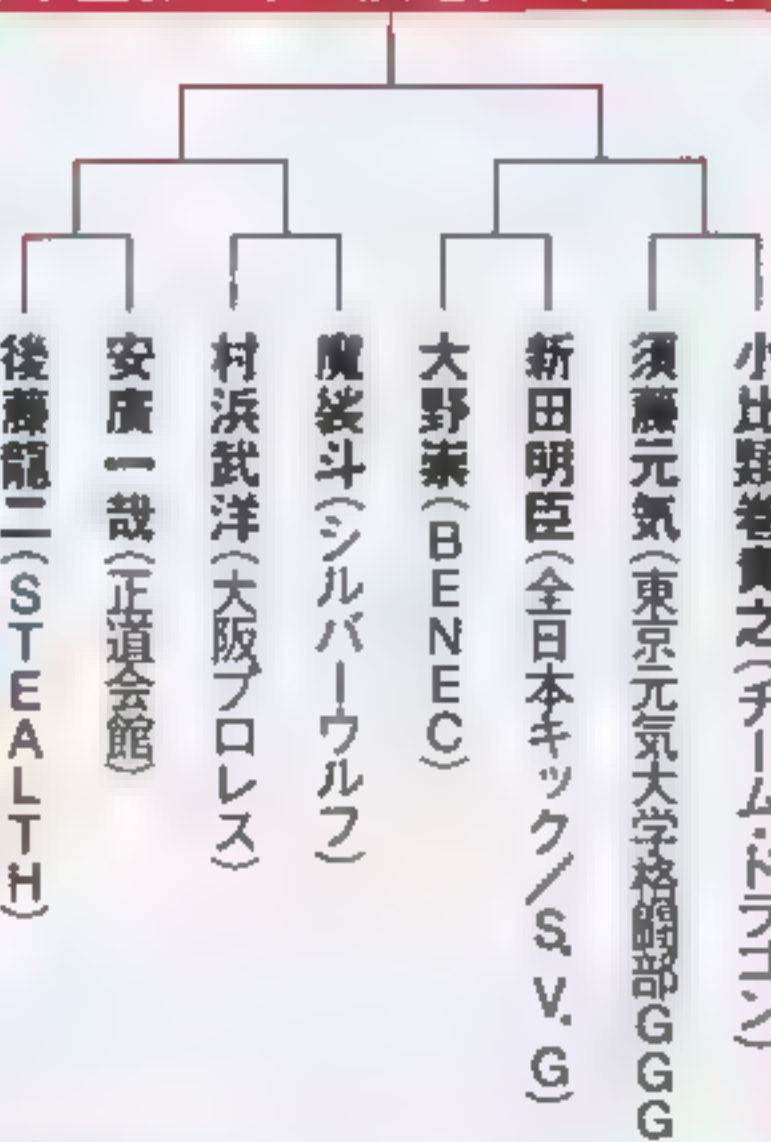 後藤龍二(STEALTH)
安廣一哉(正道会館)
村浜武洋(大阪プロレス)
魔裟斗(シルバーウルフ)
大野崇(BENEC)
新田明臣(全日本キック/S.V.G)
須藤元気(東京元気大学格闘部GGG
小比類巻貴之(チーム・ドラゴン)